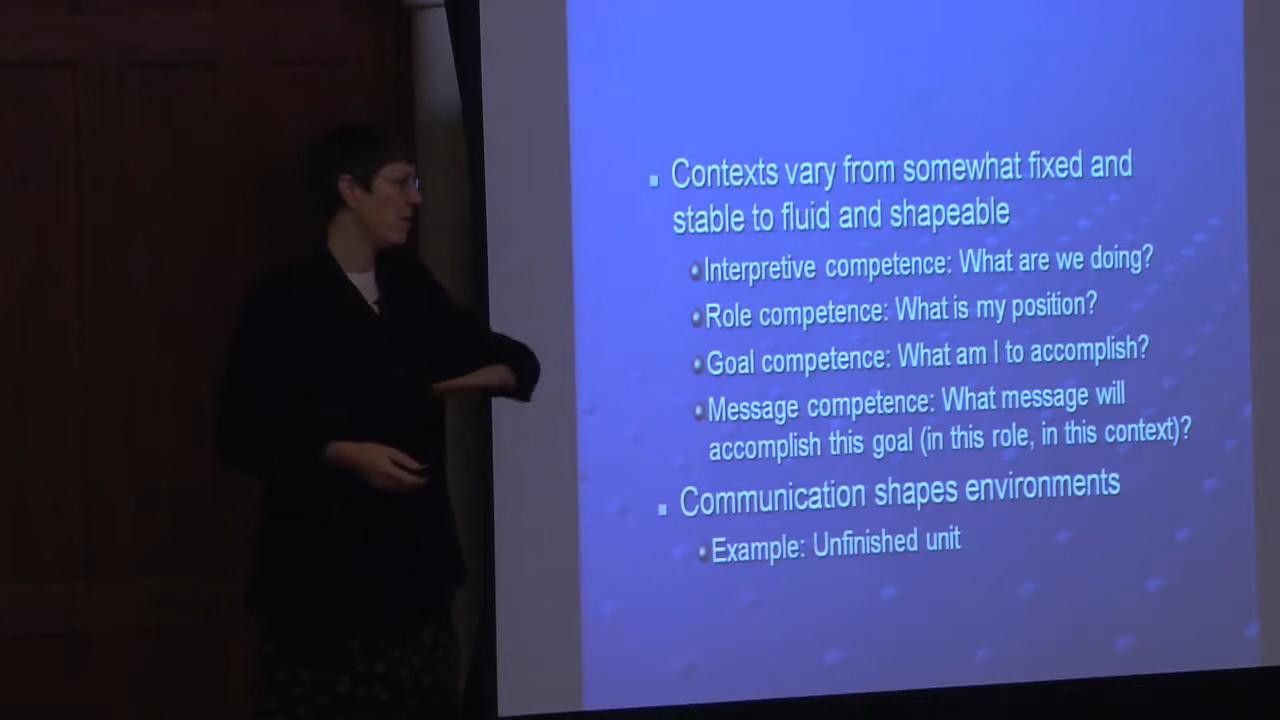 Contexts vary from somewhat fixed and
stable to fluid and shapeable
Interpretive competence: What are we doing?
Role competence: What is my position?
Goal competence: What am I to accomplish?
Message competence: What message will
accomplish this goal (in this role, in this context)?
Communication shapes environments
Example: Unfinished unit